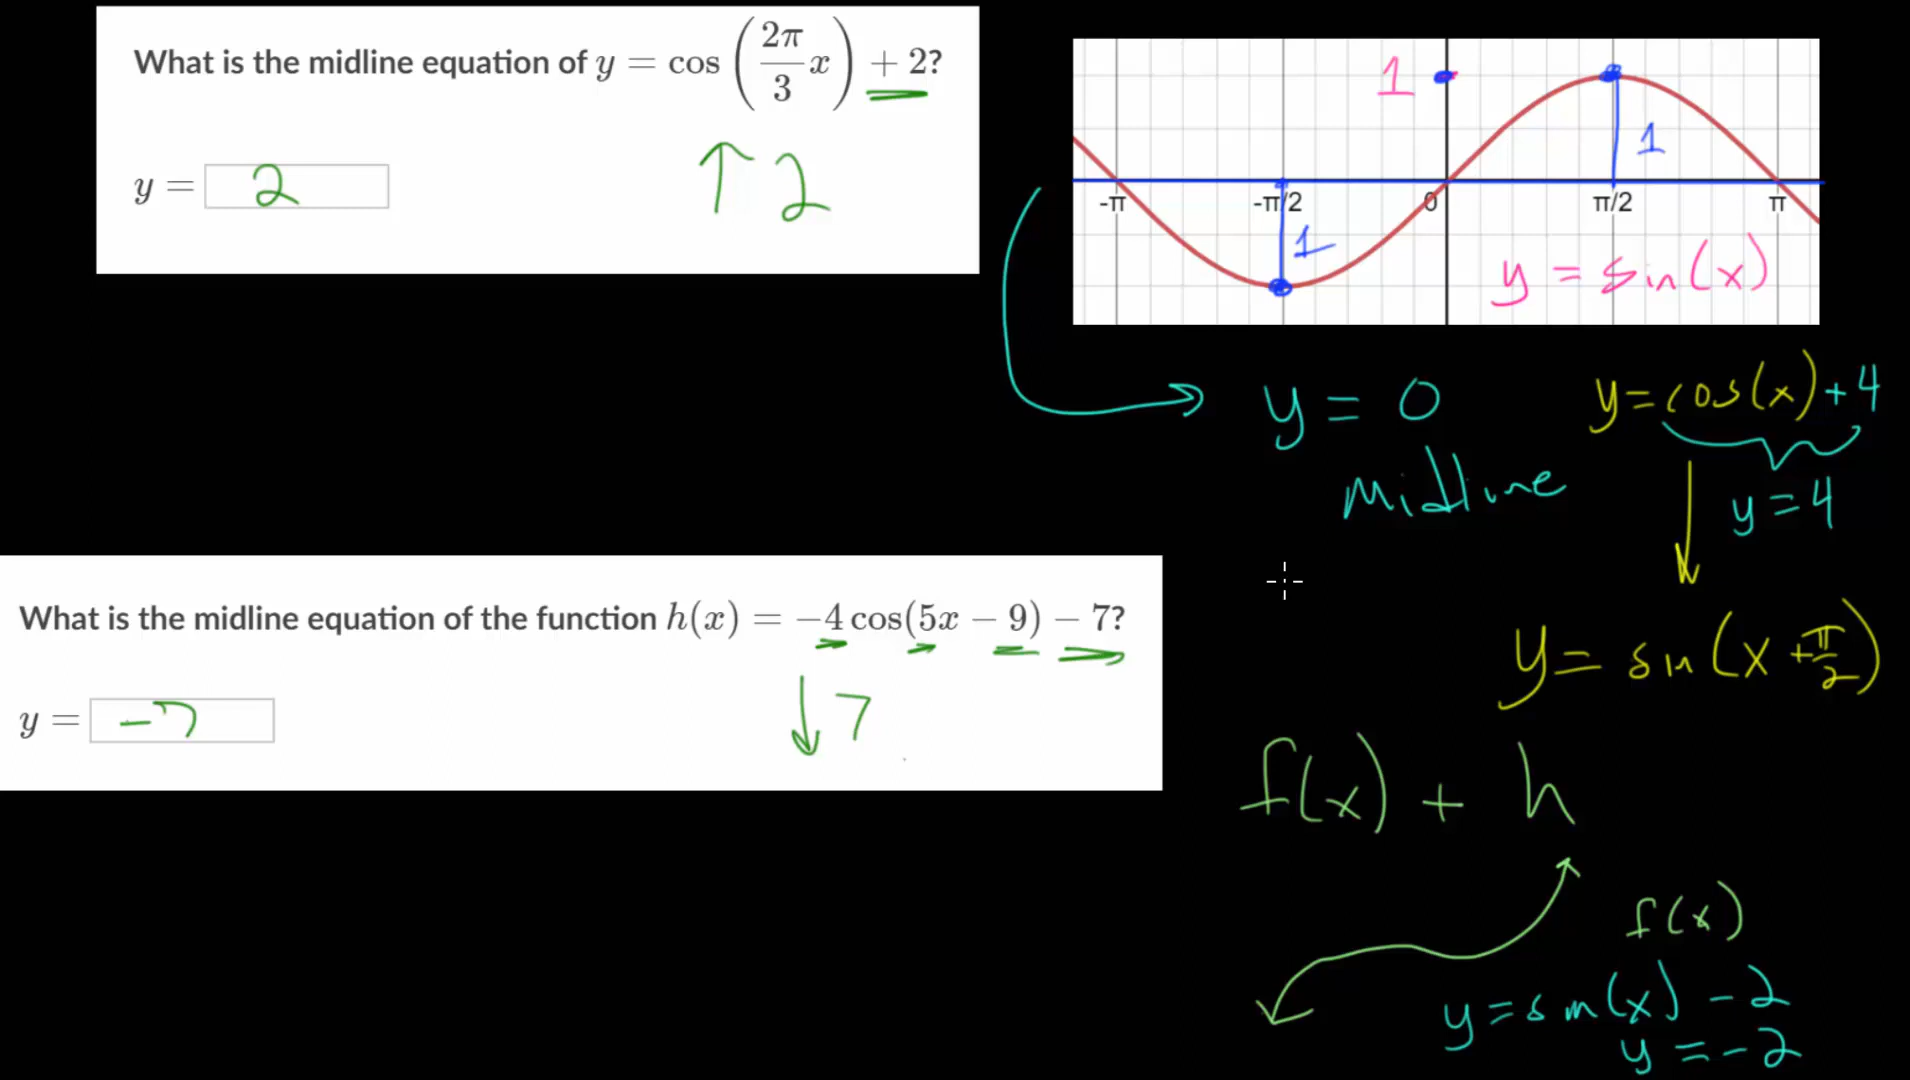 What is the midline equation of y = cos(2π/3 x) + 2?
y = 2
↑ 2
1
1
-π -π/2 0 π/2 π
1
y = sin(x)
y = 0
midline
y=cos(x)+4
y=4
What is the midline equation of the function h(x) = −4 cos(5x − 9) − 7?
y = -7
↓7
y= sin(x+π/2)
f(x) + h
f(x)
y=sin(x) -2
y = -2